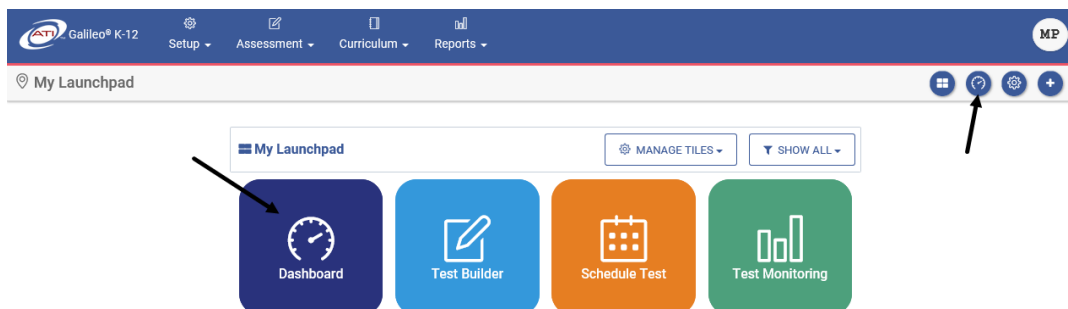 ATI Galileo® K-12
Setup
Assessment
Curriculum
Reports
MP
My Launchpad
My Launchpad
MANAGE TILES
SHOW ALL
Dashboard
Test Builder
Schedule Test
Test Monitoring